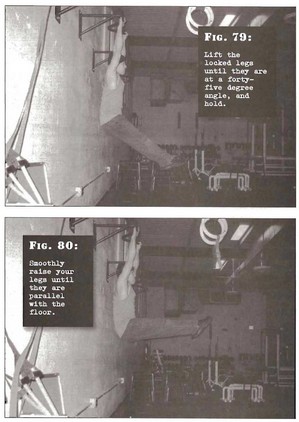 FIG. 79:
Lift the
locked legs
until they are
at a forty-
five degree
angle, and
hold.
FIG. 80:
Smoothly
raise your
legs until
they are
parallel
with the
floor.